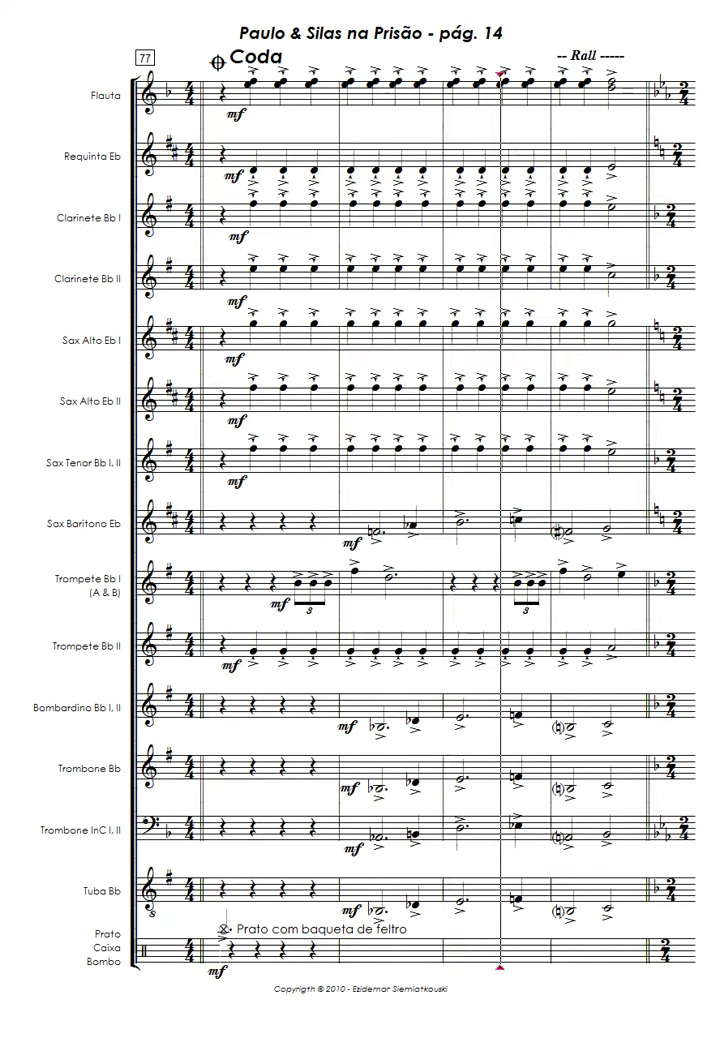 Paulo & Silas na Prisão - pág. 14
77
Coda
-- Rall -----
Flauta
mf
Requinta Eb
mf
Clarinete Bb I
mf
Clarinete Bb II
mf
Sax Alto Eb I
mf
Sax Alto Eb II
mf
Sax Tenor Bb I, II
mf
Sax Baritono Eb
mf
Trompete Bb I
(A & B)
mf 3 3
Trompete Bb II
mf
Bombardino Bb I, II
mf
Trombone Bb
mf
Trombone InC I, II
mf
Tuba Bb
mf
Prato com baqueta de feltro
Prato
Caixa
Bombo
mf
Copyrigth © 2010 - Ezidemar Siemiatkouski